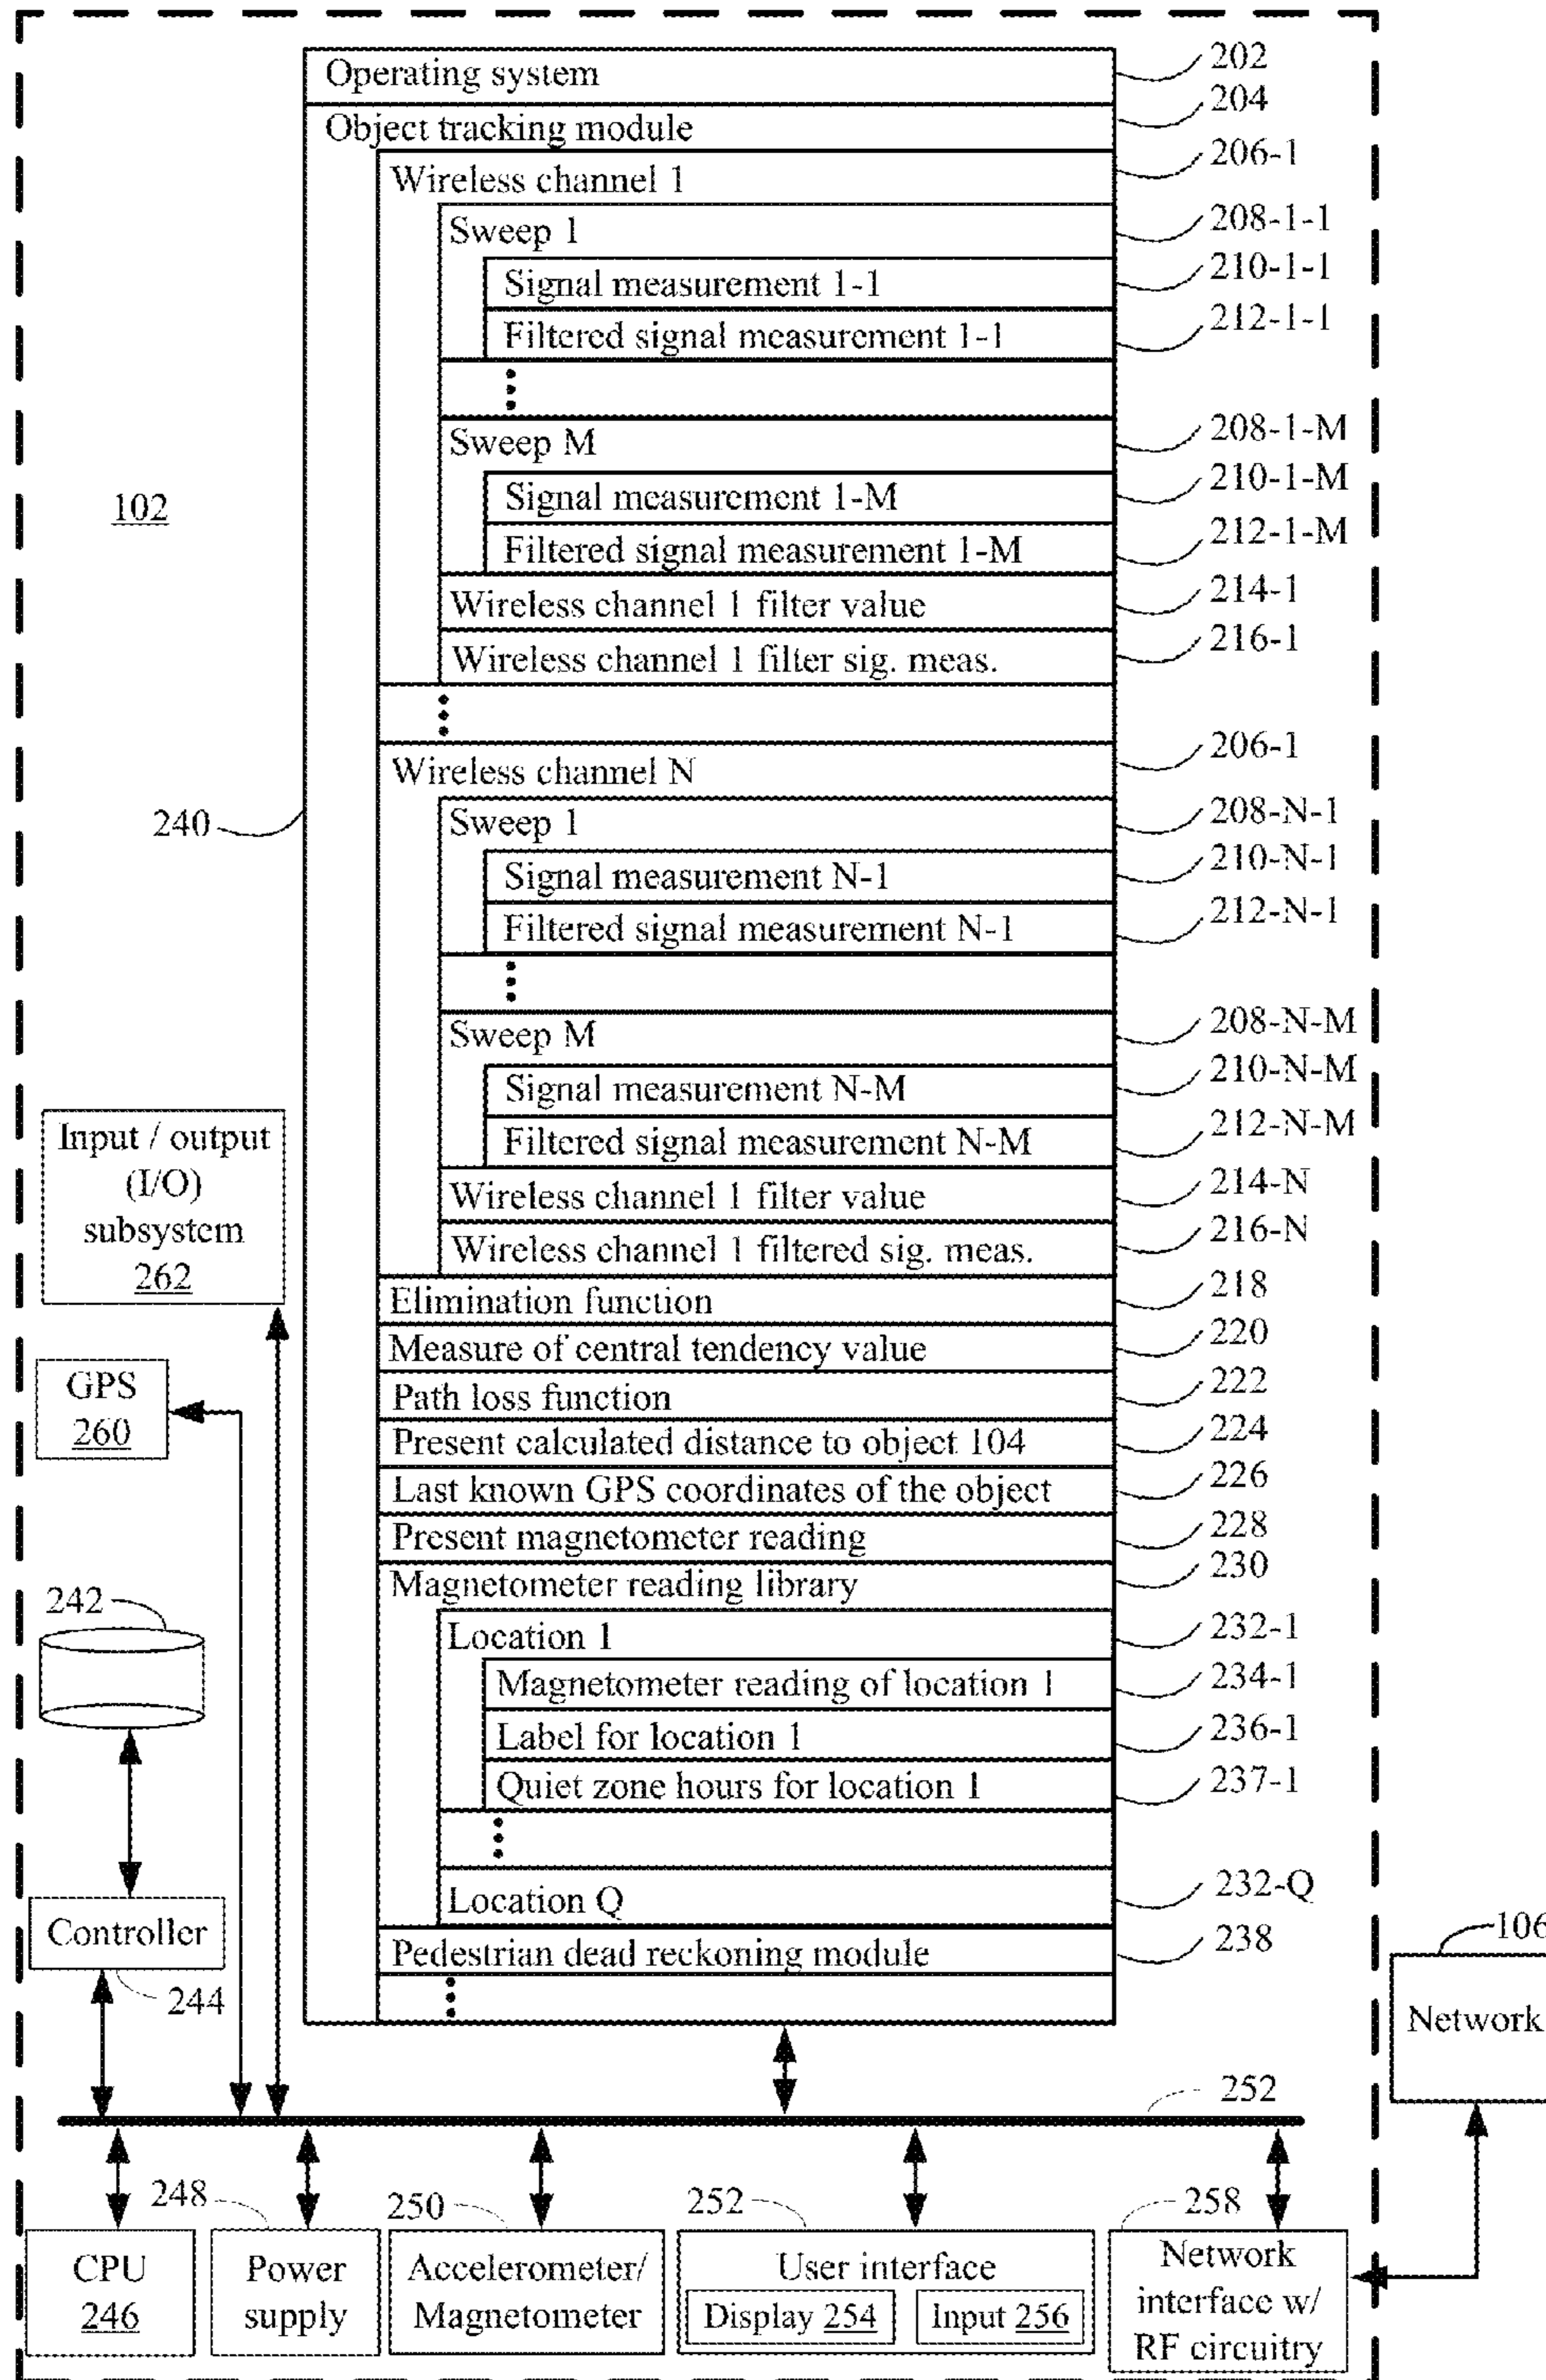 Operating system 202
Object tracking module 204
Wireless channel 1 206-1
Sweep 1 208-1-1
Signal measurement 1-1 210-1-1
Filtered signal measurement 1-1 212-1-1
Sweep M 208-1-M
102
Signal measurement 1-M 210-1-M
Filtered signal measurement 1-M 212-1-M
Wireless channel 1 filter value 214-1
Wireless channel 1 filter sig. meas. 216-1
Wireless channel N 206-1
240
Sweep 1 208-N-1
Signal measurement N-1 210-N-1
Filtered signal measurement N-1 212-N-1
Sweep M 208-N-M
Signal measurement N-M 210-N-M
Filtered signal measurement N-M 212-N-M
Wireless channel 1 filter value 214-N
Wireless channel 1 filtered sig. meas. 216-N
Input / output
(I/O)
subsystem
262
Elimination function 218
Measure of central tendency value 220
Path loss function 222
GPS
260
Present calculated distance to object 104 224
Last known GPS coordinates of the object 226
Present magnetometer reading 228
Magnetometer reading library 230
242
Location 1 232-1
Magnetometer reading of location 1 234-1
Label for location 1 236-1
Quiet zone hours for location 1 237-1
Location Q 232-Q
Controller
244
Pedestrian dead reckoning module 238
106
Network
252
248
250
252
258
CPU
246
Power
supply
Accelerometer/
Magnetometer
User interface
Display 254
Input 256
Network
interface w/
RF circuitry